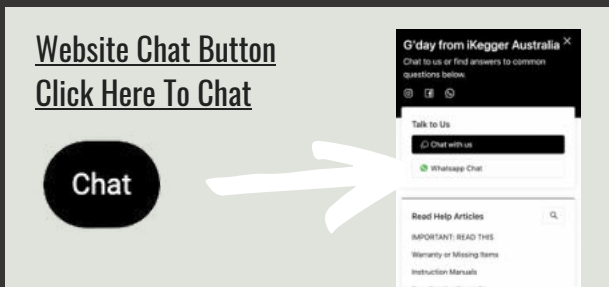 Website Chat Button
Click Here To Chat
Chat
G'day from iKegger Australia ×
Chat to us or find answers to common
questions below.
Talk to Us
Chat with us
Whatsapp Chat
Read Help Articles
IMPORTANT: READ THIS
Warranty or Missing Items
Instruction Manuals